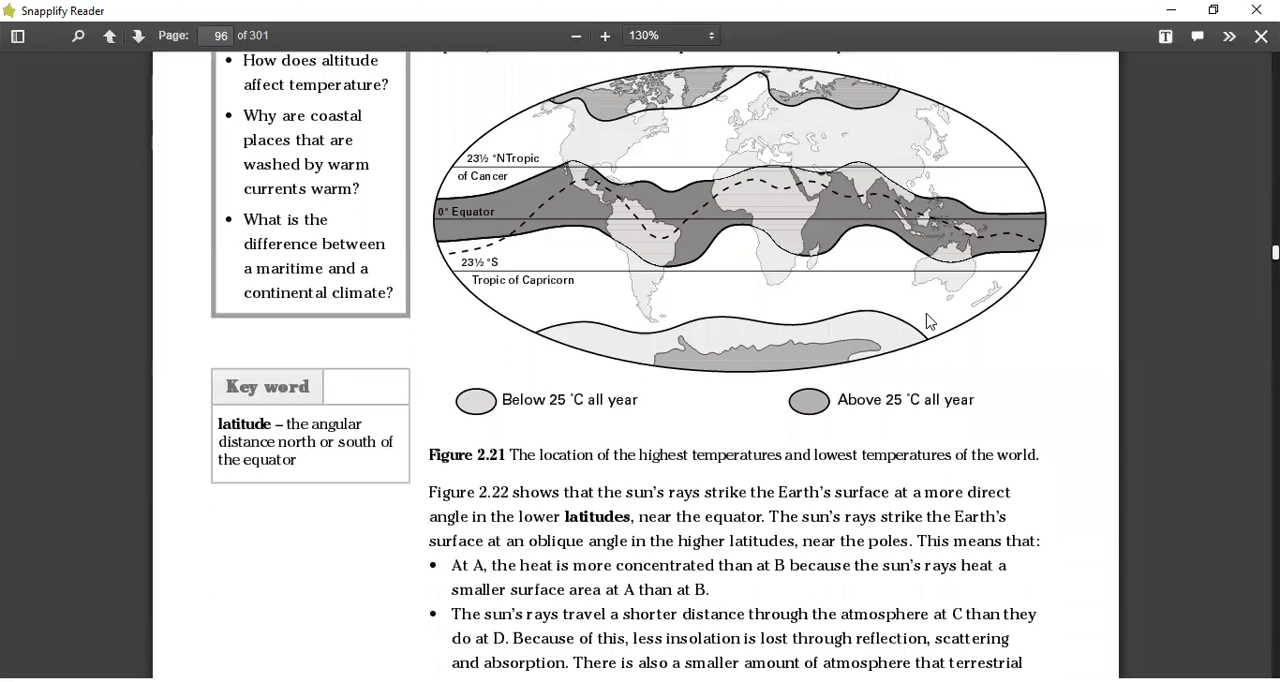 Snapplify Reader
Page: 96 of 301
130%
T
• How does altitude
affect temperature?
• Why are coastal
places that are
washed by warm
currents warm?
• What is the
difference between
a maritime and a
continental climate?
Key word
latitude – the angular
distance north or south of
the equator
23½ °N Tropic
of Cancer
0° Equator
23½ °S
Tropic of Capricorn
Below 25 °C all year
Above 25 °C all year
Figure 2.21 The location of the highest temperatures and lowest temperatures of the world.
Figure 2.22 shows that the sun's rays strike the Earth's surface at a more direct
angle in the lower latitudes, near the equator. The sun's rays strike the Earth's
surface at an oblique angle in the higher latitudes, near the poles. This means that:
• At A, the heat is more concentrated than at B because the sun's rays heat a
smaller surface area at A than at B.
• The sun's rays travel a shorter distance through the atmosphere at C than they
do at D. Because of this, less insolation is lost through reflection, scattering
and absorption. There is also a smaller amount of atmosphere that terrestrial